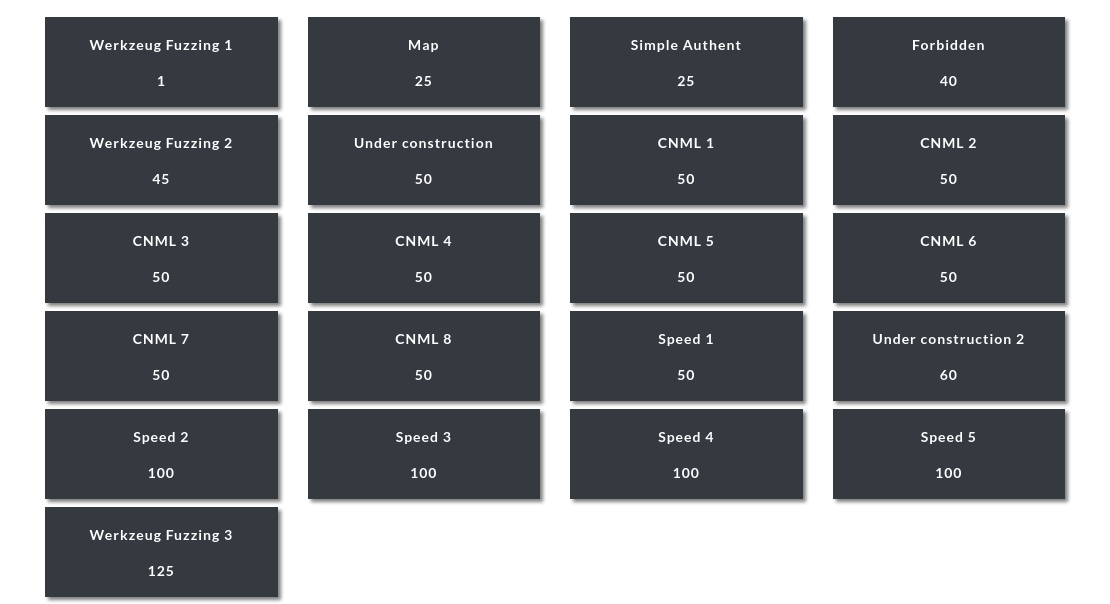 Werkzeug Fuzzing 1
1
Map
25
Simple Authent
25
Forbidden
40
Werkzeug Fuzzing 2
45
Under construction
50
CNML 1
50
CNML 2
50
CNML 3
50
CNML 4
50
CNML 5
50
CNML 6
50
CNML 7
50
CNML 8
50
Speed 1
50
Under construction 2
60
Speed 2
100
Speed 3
100
Speed 4
100
Speed 5
100
Werkzeug Fuzzing 3
125